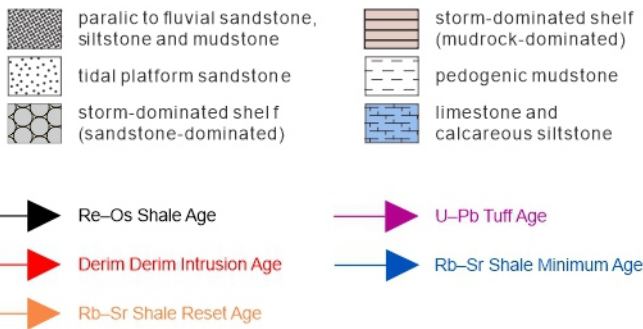 paralic to fluvial sandstone,
siltstone and mudstone
tidal platform sandstone
storm-dominated shelf
(sandstone-dominated)
storm-dominated shelf
(mudrock-dominated)
pedogenic mudstone
limestone and
calcareous siltstone
Re–Os Shale Age
Derim Derim Intrusion Age
Rb–Sr Shale Reset Age
U–Pb Tuff Age
Rb–Sr Shale Minimum Age